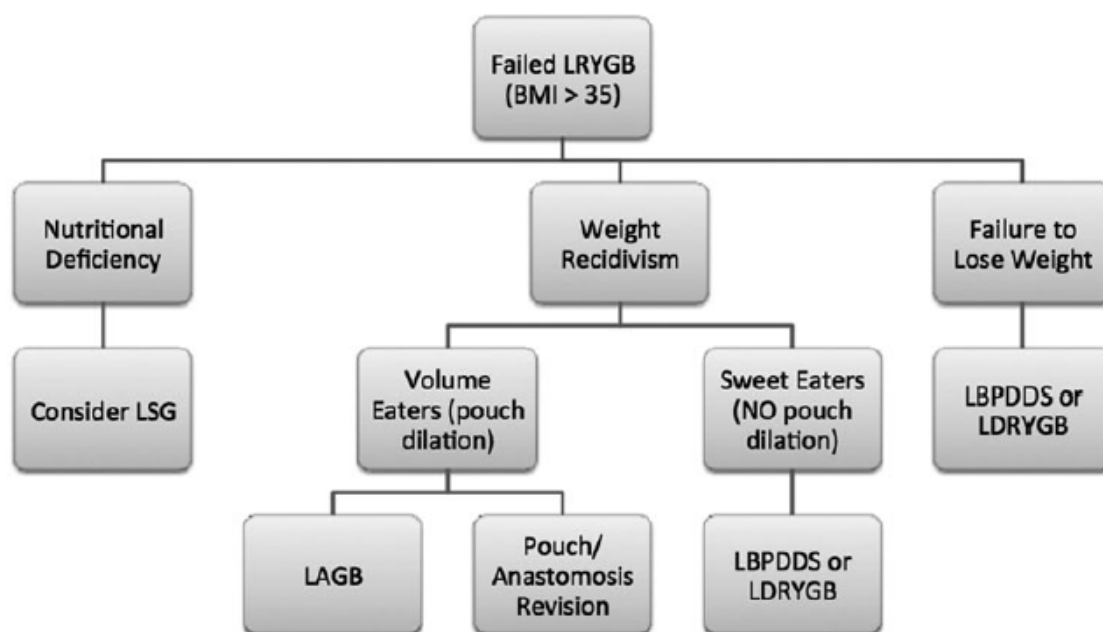 Failed LRYGB
(BMI > 35)
Nutritional
Deficiency
Weight
Recidivism
Failure to
Lose Weight
Consider LSG
Volume
Eaters (pouch
dilation)
Sweet Eaters
(NO pouch
dilation)
LBPDDS or
LDRYGB
LAGB
Pouch/
Anastomosis
Revision
LBPDDS or
LDRYGB